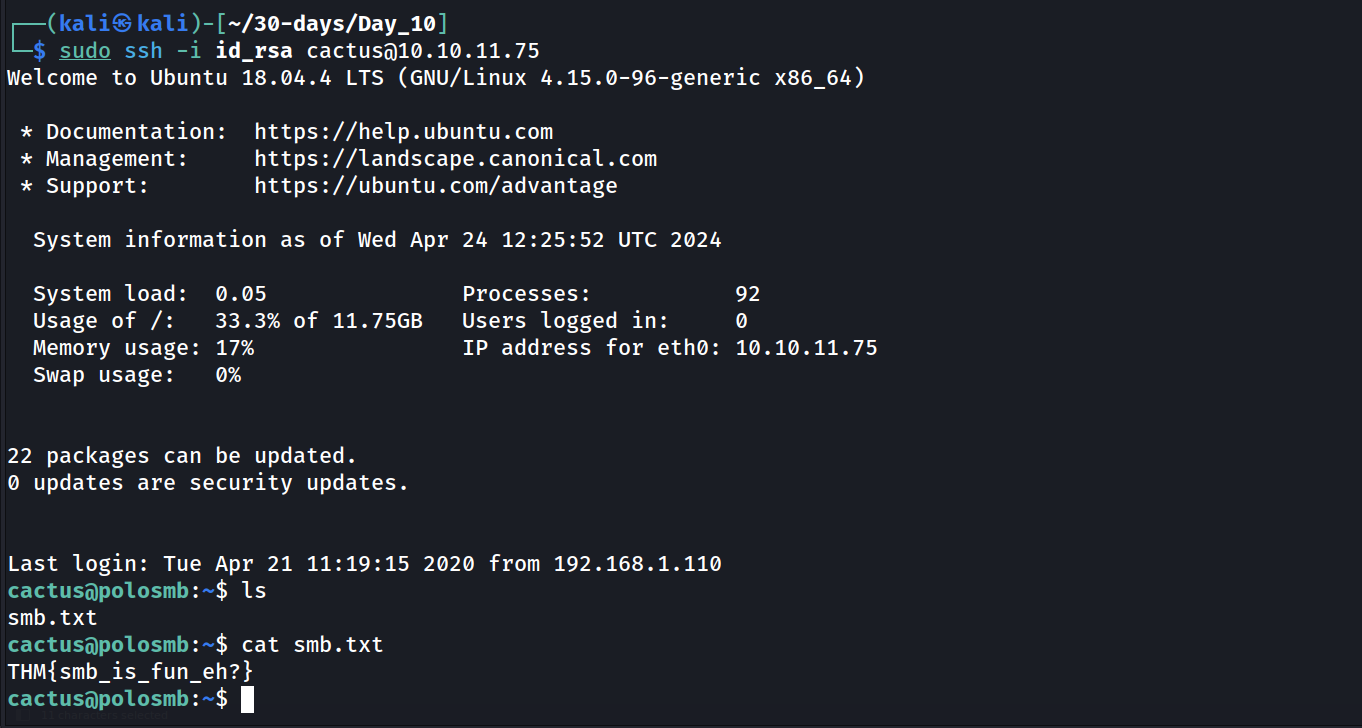 ┌──(kali㉿kali)-[~/30-days/Day_10]
└─$ sudo ssh -i id_rsa cactus@10.10.11.75
Welcome to Ubuntu 18.04.4 LTS (GNU/Linux 4.15.0-96-generic x86_64)
* Documentation:  https://help.ubuntu.com
* Management:     https://landscape.canonical.com
* Support:        https://ubuntu.com/advantage
System information as of Wed Apr 24 12:25:52 UTC 2024
System load:  0.05               Processes:           92
Usage of /:   33.3% of 11.75GB   Users logged in:     0
Memory usage: 17%                IP address for eth0: 10.10.11.75
Swap usage:   0%
22 packages can be updated.
0 updates are security updates.
Last login: Tue Apr 21 11:19:15 2020 from 192.168.1.110
cactus@polosmb:~$ ls
smb.txt
cactus@polosmb:~$ cat smb.txt
THM{smb_is_fun_eh?}
cactus@polosmb:~$